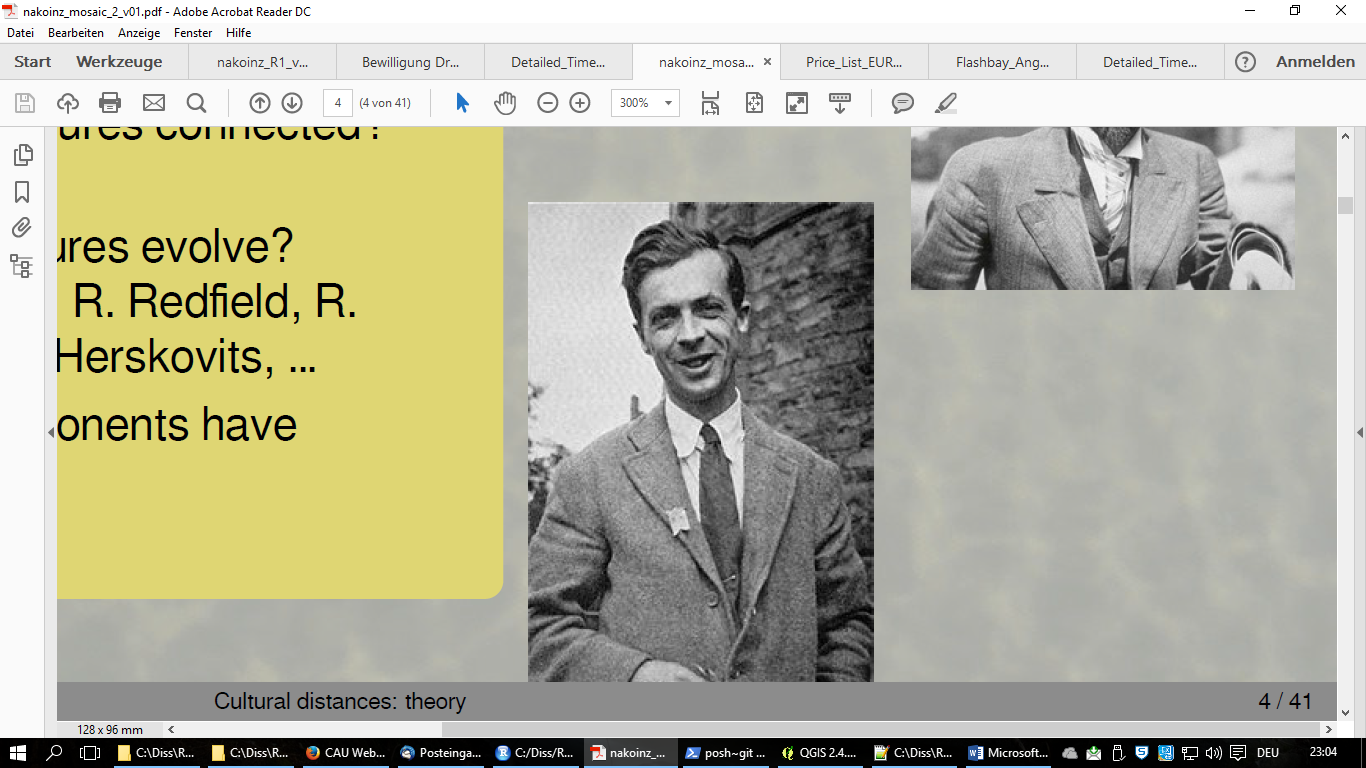 nakoinz_mosaic_2_v01.pdf - Adobe Acrobat Reader DC
Datei Bearbeiten Anzeige Fenster Hilfe
Start Werkzeuge nakoinz_R1_v... Bewilligung Dr... Detailed_Time... nakoinz_mosa... × Price_List_EUR... Flashbay_Ang... Detailed_Time... ? Anmelden
4 (4 von 41) 300%
ures connected?
ures evolve?
R. Redfield, R.
Herskovits, ...
onents have
Cultural distances: theory 4 / 41
128 x 96 mm
C:\Diss\R... C:\Diss\R... CAU Web... Posteinga... C:/Diss/R... nakoinz_... posh~git ... QGIS 2.4.... C:\Diss\R... Microsoft... DEU 23:04